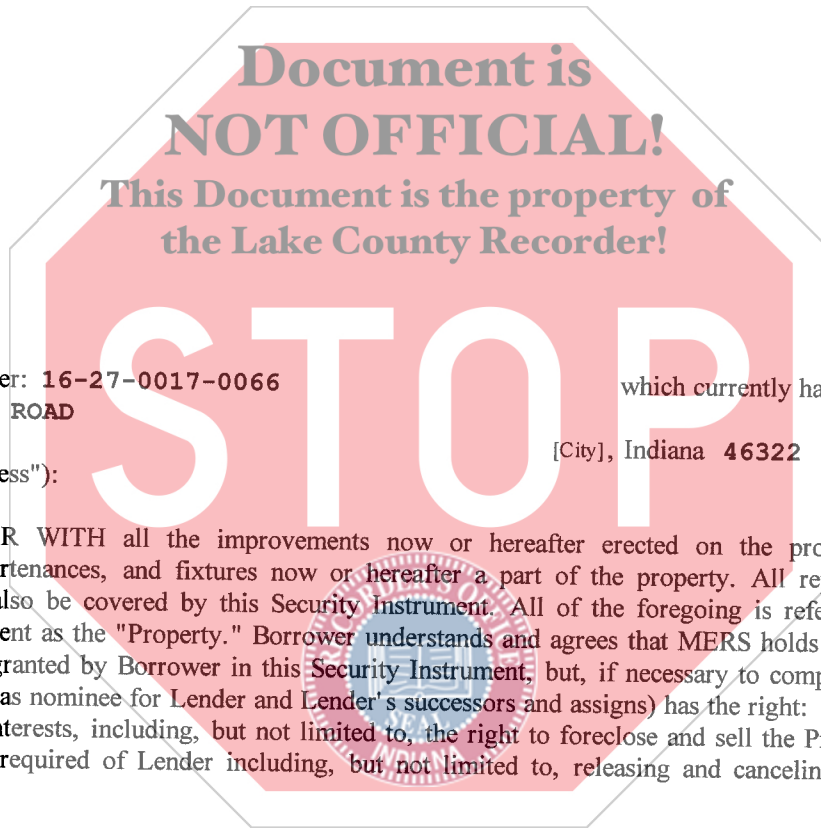 Document is
NOT OFFICIAL!
This Document is the property of
the Lake County Recorder!
STOP
er: 16-27-0017-0066 which currently ha
ROAD
[City], Indiana 46322
ess"):
R WITH all the improvements now or hereafter erected on the pro
rtenances, and fixtures now or hereafter a part of the property. All re
also be covered by this Security Instrument. All of the foregoing is refe
ent as the "Property." Borrower understands and agrees that MERS holds
granted by Borrower in this Security Instrument, but, if necessary to comp
as nominee for Lender and Lender's successors and assigns) has the right:
nterests, including, but not limited to, the right to foreclose and sell the P
required of Lender including, but not limited to, releasing and cancelin
SEAL
INDIANA